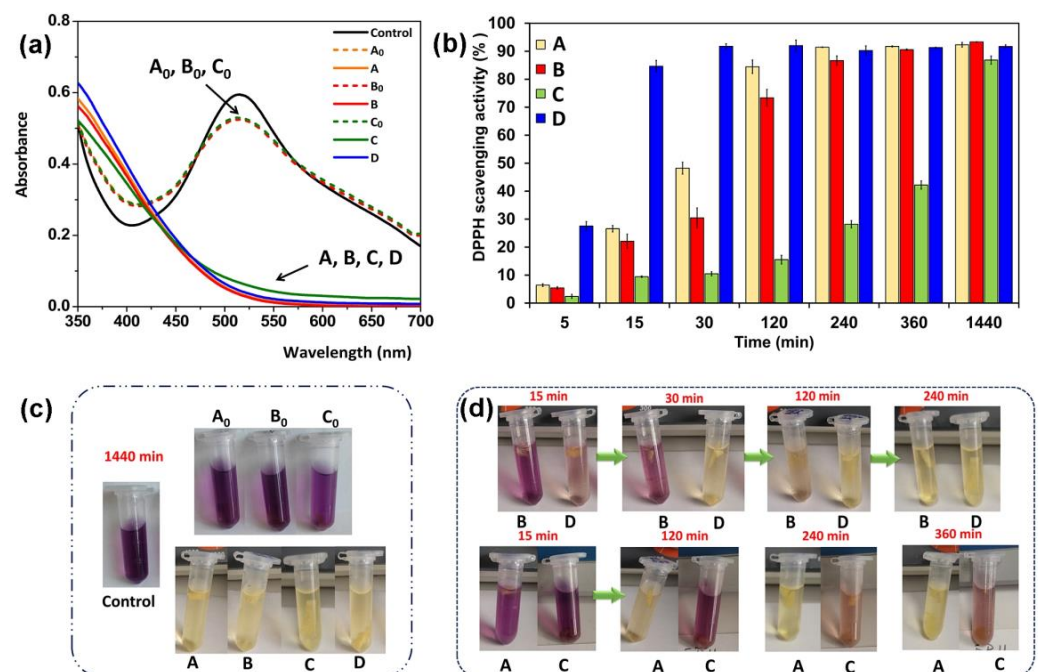 (a)
Control
A₀
A
B₀
B
C₀
C
D
A₀, B₀, C₀
A, B, C, D
Absorbance
0.8
0.6
0.4
0.2
0.0
350 400 450 500 550 600 650 700
Wavelength (nm)
(b)
A
B
C
D
DPPH scavenging activity (%)
100
90
80
70
60
50
40
30
20
10
0
5 15 30 120 240 360 1440
Time (min)
(c)
A₀ B₀ C₀
1440 min
Control
A B C D
(d)
15 min 30 min 120 min 240 min
B D B D B D B D
15 min 120 min 240 min 360 min
A C A C A C A C